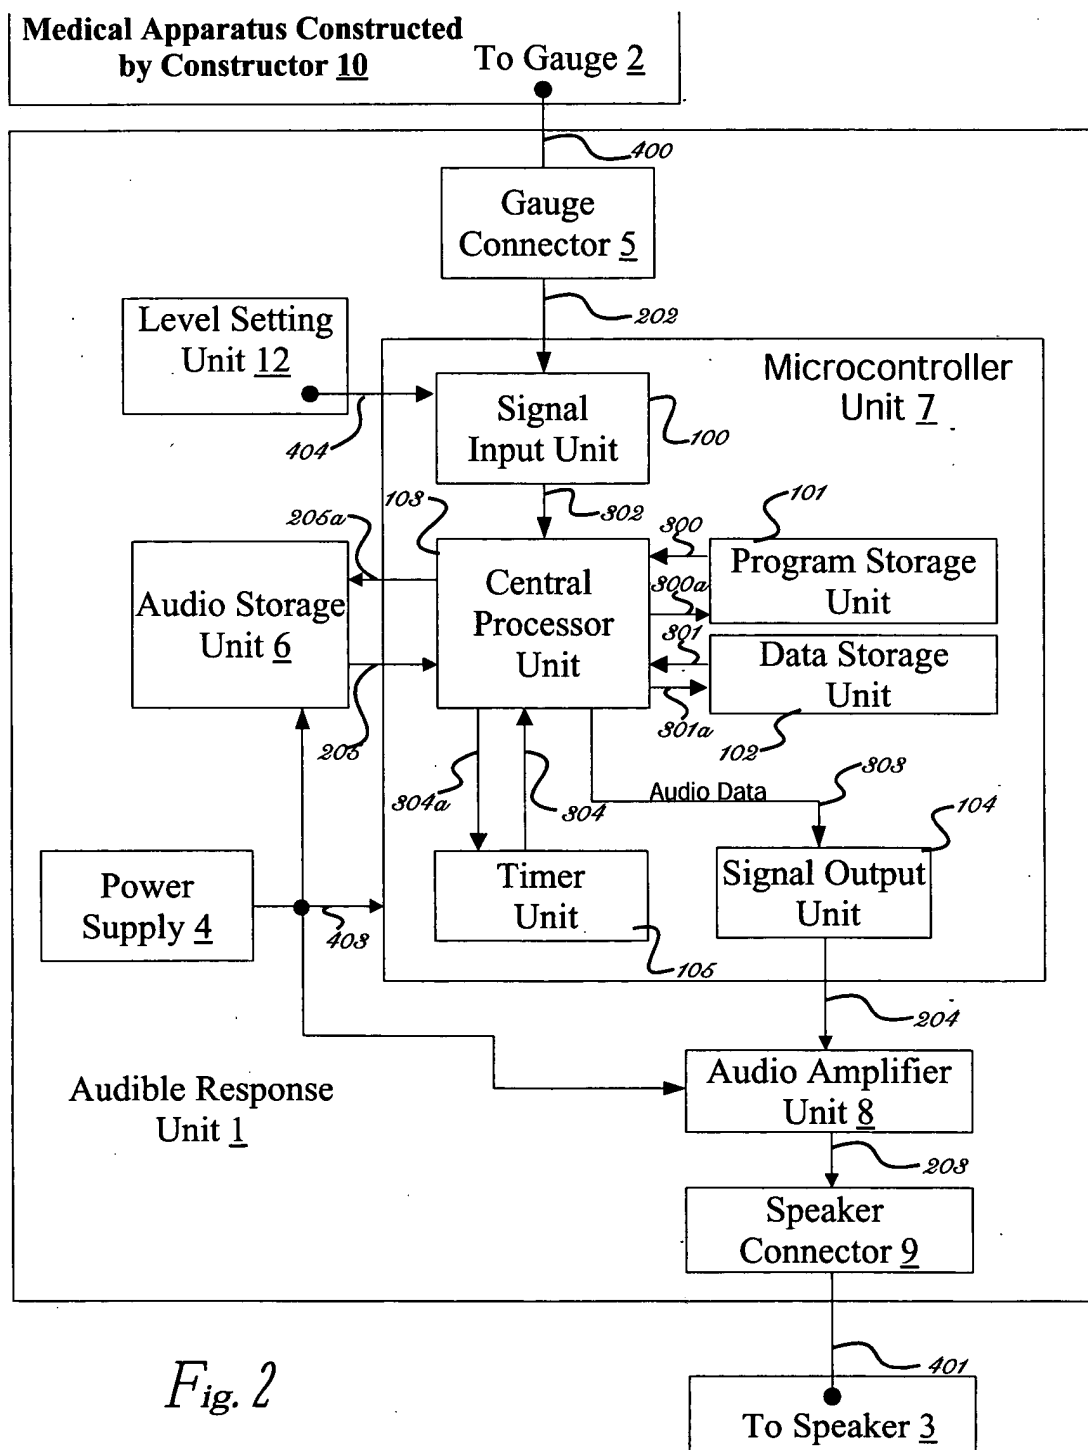 Medical Apparatus Constructed
by Constructor 10
To Gauge 2
400
Gauge
Connector 5
202
Level Setting
Unit 12
404
Microcontroller
Unit 7
Signal
Input Unit
100
302
103
205a
Audio Storage
Unit 6
205
Central
Processor
Unit
300
300a
101
Program Storage
Unit
301
301a
Data Storage
Unit
102
304a
304
Audio Data
303
104
Timer
Unit
105
Signal Output
Unit
Power
Supply 4
403
204
Audible Response
Unit 1
Audio Amplifier
Unit 8
203
Speaker
Connector 9
401
To Speaker 3
Fig. 2